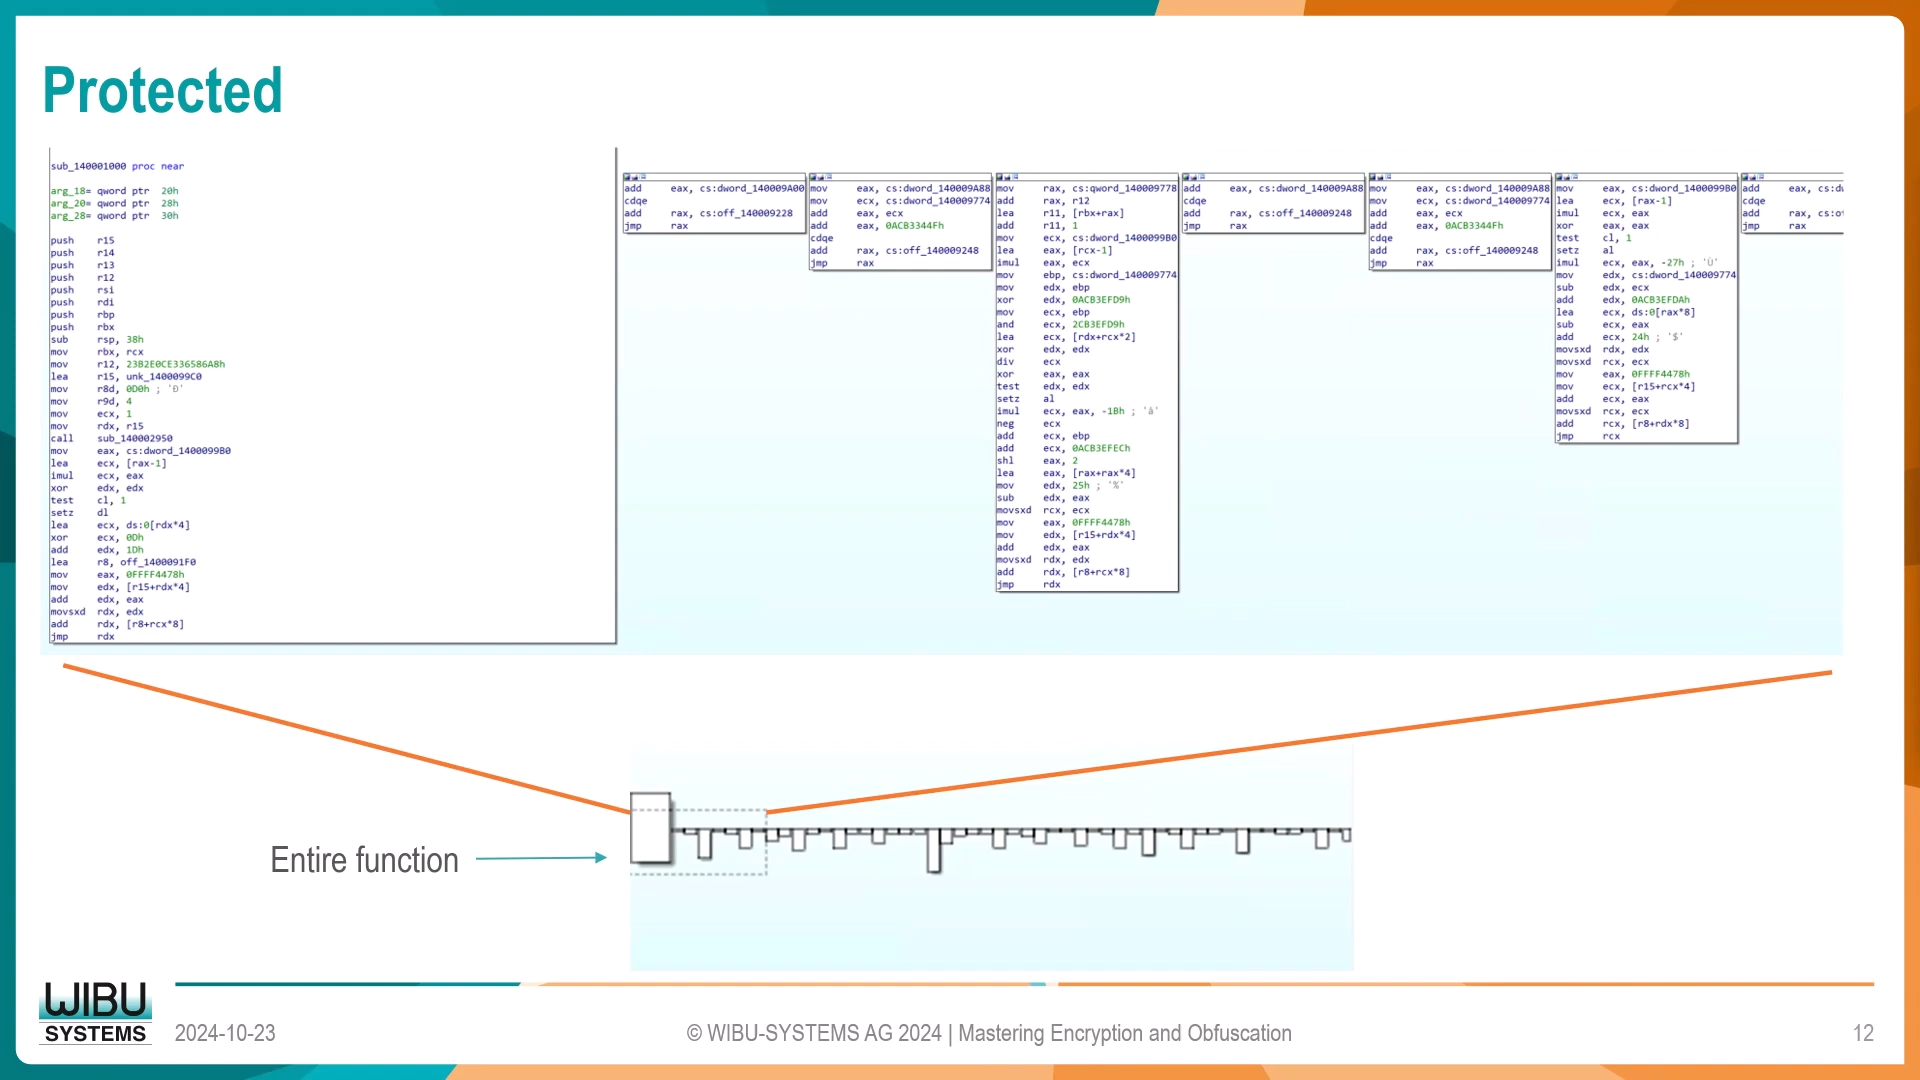 Protected
sub_140001000 proc near
arg_18= qword ptr  20h
arg_20= qword ptr  28h
arg_28= qword ptr  30h
push    r15
push    r14
push    r13
push    r12
push    rsi
push    rdi
push    rbp
push    rbx
sub     rsp, 38h
mov     rbx, rcx
mov     r12, 23B2E0CE336586A8h
lea     r15, unk_1400099C0
mov     r8d, 0D0h ; 'Ð'
mov     r9d, 4
mov     ecx, 1
mov     rdx, r15
call    sub_140002950
mov     eax, cs:dword_1400099B0
lea     ecx, [rax-1]
imul    ecx, eax
xor     edx, edx
test    cl, 1
setz    dl
lea     ecx, ds:0[rdx*4]
xor     ecx, 0Dh
add     edx, 1Dh
lea     r8, off_1400091F0
mov     eax, 0FFFF4478h
mov     edx, [r15+rdx*4]
add     edx, eax
movsxd  rdx, edx
add     rdx, [r8+rcx*8]
jmp     rdx
add     eax, cs:dword_140009A00
cdqe
add     rax, cs:off_140009228
jmp     rax
mov     eax, cs:dword_140009A88
mov     ecx, cs:dword_140009774
add     eax, ecx
add     eax, 0ACB3344Fh
cdqe
add     rax, cs:off_140009248
jmp     rax
mov     rax, cs:qword_140009778
add     rax, r12
lea     r11, [rbx+rax]
add     r11, 1
mov     ecx, cs:dword_1400099B0
lea     eax, [rcx-1]
imul    eax, ecx
mov     ebp, cs:dword_140009774
mov     edx, ebp
xor     edx, 0ACB3EFD9h
mov     ecx, ebp
and     ecx, 2CB3EFD9h
lea     ecx, [rdx+rcx*2]
xor     edx, edx
div     ecx
xor     eax, eax
test    edx, edx
setz    al
imul    ecx, eax, -1Bh ; 'å'
neg     ecx
add     ecx, ebp
add     ecx, 0ACB3EFECh
shl     eax, 2
lea     eax, [rax+rax*4]
mov     edx, 25h ; '%'
sub     edx, eax
movsxd  rcx, ecx
mov     eax, 0FFFF4478h
mov     edx, [r15+rdx*4]
add     edx, eax
movsxd  rdx, edx
add     rdx, [r8+rcx*8]
jmp     rdx
add     eax, cs:dword_140009A88
cdqe
add     rax, cs:off_140009248
jmp     rax
mov     eax, cs:dword_140009A88
mov     ecx, cs:dword_140009774
add     eax, ecx
add     eax, 0ACB3344Fh
cdqe
add     rax, cs:off_140009248
jmp     rax
mov     eax, cs:dword_1400099B0
lea     ecx, [rax-1]
imul    ecx, eax
xor     eax, eax
test    cl, 1
setz    al
imul    ecx, eax, -27h ; 'Ù'
mov     edx, cs:dword_140009774
sub     edx, ecx
add     edx, 0ACB3EFDAh
lea     ecx, ds:0[rax*8]
sub     ecx, eax
add     ecx, 24h ; '$'
movsxd  rdx, edx
movsxd  rcx, ecx
mov     eax, 0FFFF4478h
mov     ecx, [r15+rcx*4]
add     ecx, eax
movsxd  rcx, ecx
add     rcx, [r8+rdx*8]
jmp     rcx
add     eax, cs:d
cdqe
add     rax, cs:o
jmp     rax
Entire function
WIBU
SYSTEMS
2024-10-23
© WIBU-SYSTEMS AG 2024 | Mastering Encryption and Obfuscation
12